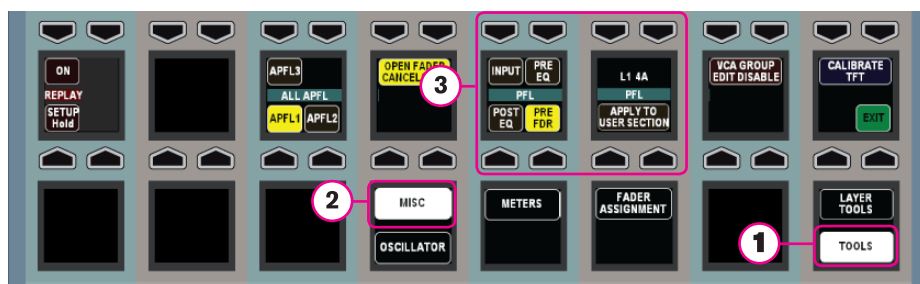 ON
REPLAY
SETUP
Hold
APFL3
ALL APFL
APFL1 APFL2
OPEN FADER
CANCEL
3
INPUT PRE
EQ
PFL
POST
EQ
PRE
FDR
L1 4A
PFL
APPLY TO
USER SECTION
VCA GROUP
EDIT DISABLE
CALIBRATE
TFT
EXIT
2
MISC
OSCILLATOR
METERS
FADER
ASSIGNMENT
1
LAYER
TOOLS
TOOLS